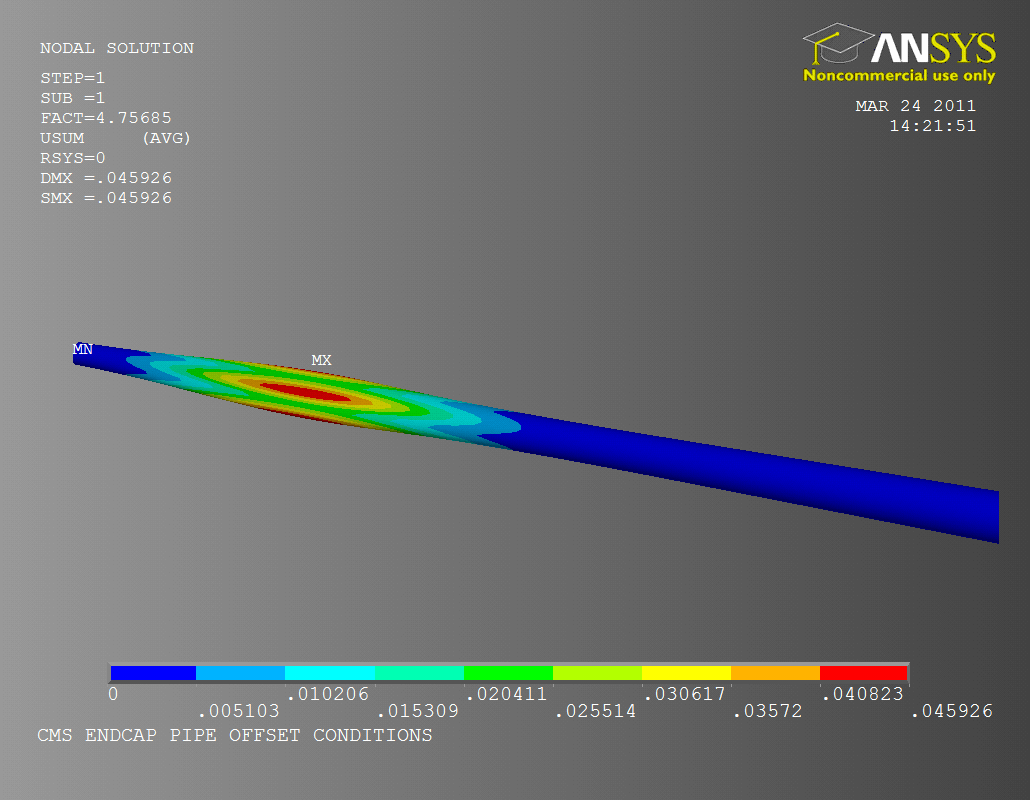 NODAL SOLUTION
STEP=1
SUB =1
FACT=4.75685
USUM (AVG)
RSYS=0
DMX =.045926
SMX =.045926
ANSYS
Noncommercial use only
MAR 24 2011
14:21:51
MN
MX
0 .010206 .020411 .030617 .040823
.005103 .015309 .025514 .03572 .045926
CMS ENDCAP PIPE OFFSET CONDITIONS